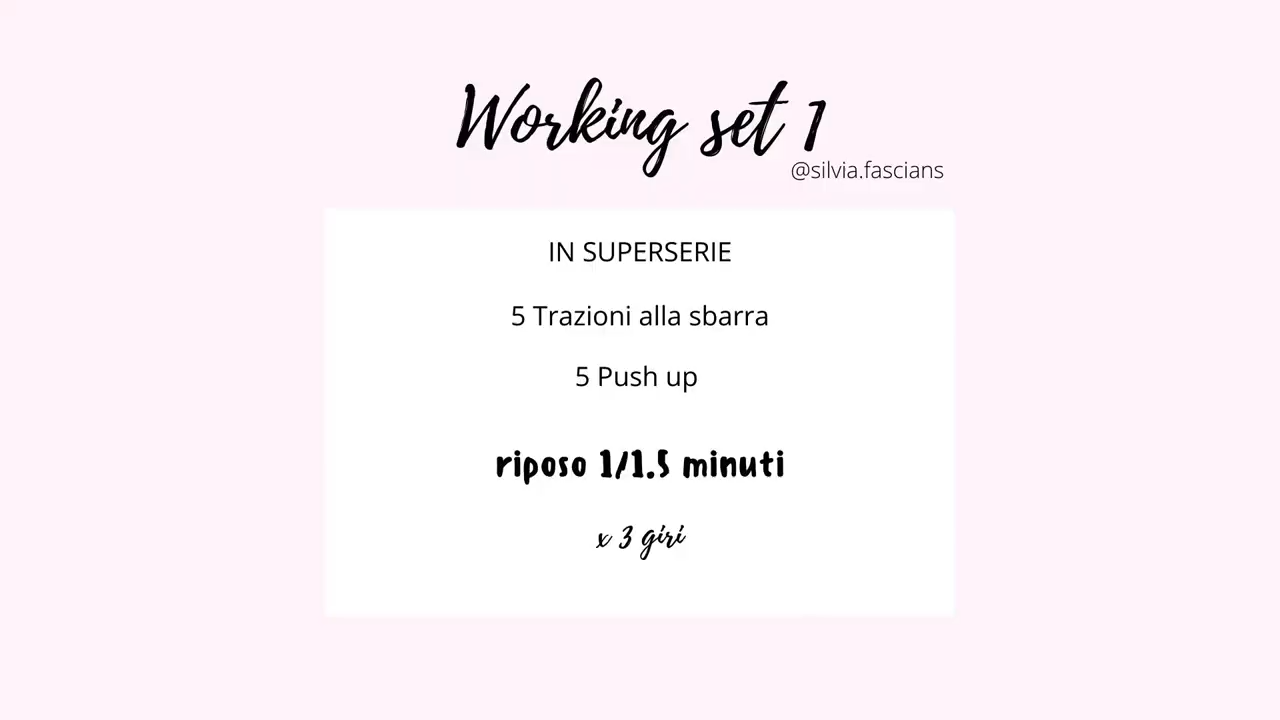 Working set 1
@silvia.fascians
IN SUPERSERIE
5 Trazioni alla sbarra
5 Push up
riposo 1/1.5 minuti
x 3 giri